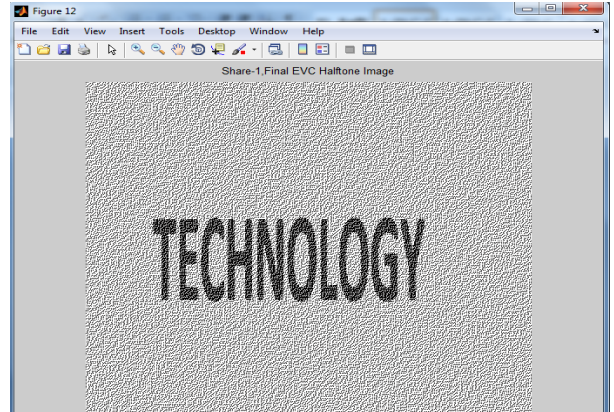 Figure 12
File Edit View Insert Tools Desktop Window Help
Share-1,Final EVC Halftone Image
TECHNOLOGY